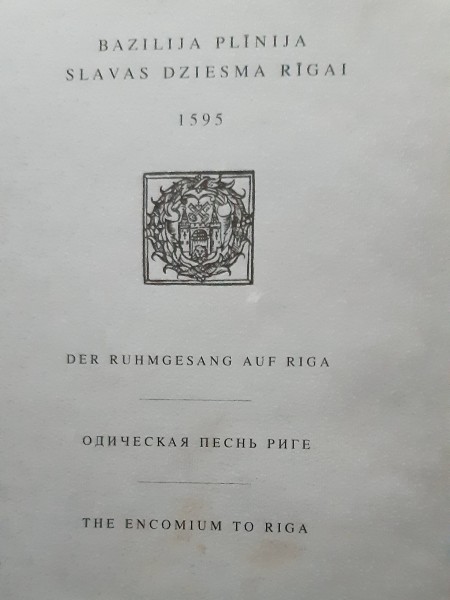 BAZILIJA PLĪNIJA
SLAVAS DZIESMA RĪGAI
1595
DER RUHMGESANG AUF RIGA
ОДИЧЕСКАЯ ПЕСНЬ РИГЕ
THE ENCOMIUM TO RIGA